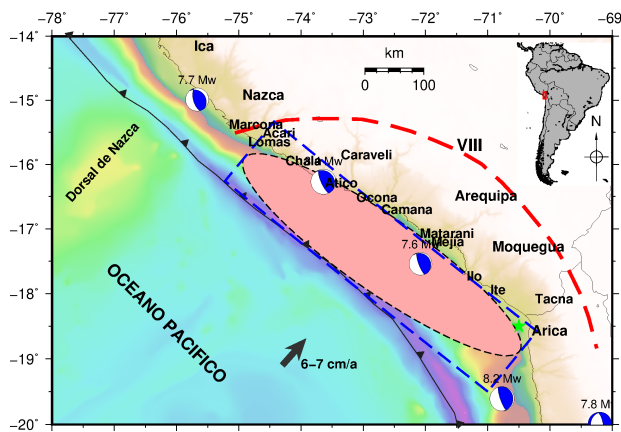 −78 −77 −76 −75 −74 −73 −72 −71 −70 −69
−14
−15
−16
−17
−18
−19
−20
Ica
km
0 100
7.7 Mw
Nazca
N
Marcona
Acari
Lomas
VIII
Chala
Mw
Caraveli
Dorsal de Nazca
Atico
Ocona
Camana
Arequipa
Matarani
7.6 Mw
Mejia
Moquegua
Ilo
Ite
Tacna
Arica
OCEANO PACIFICO
6−7 cm/a
8.2 Mw
7.8 M